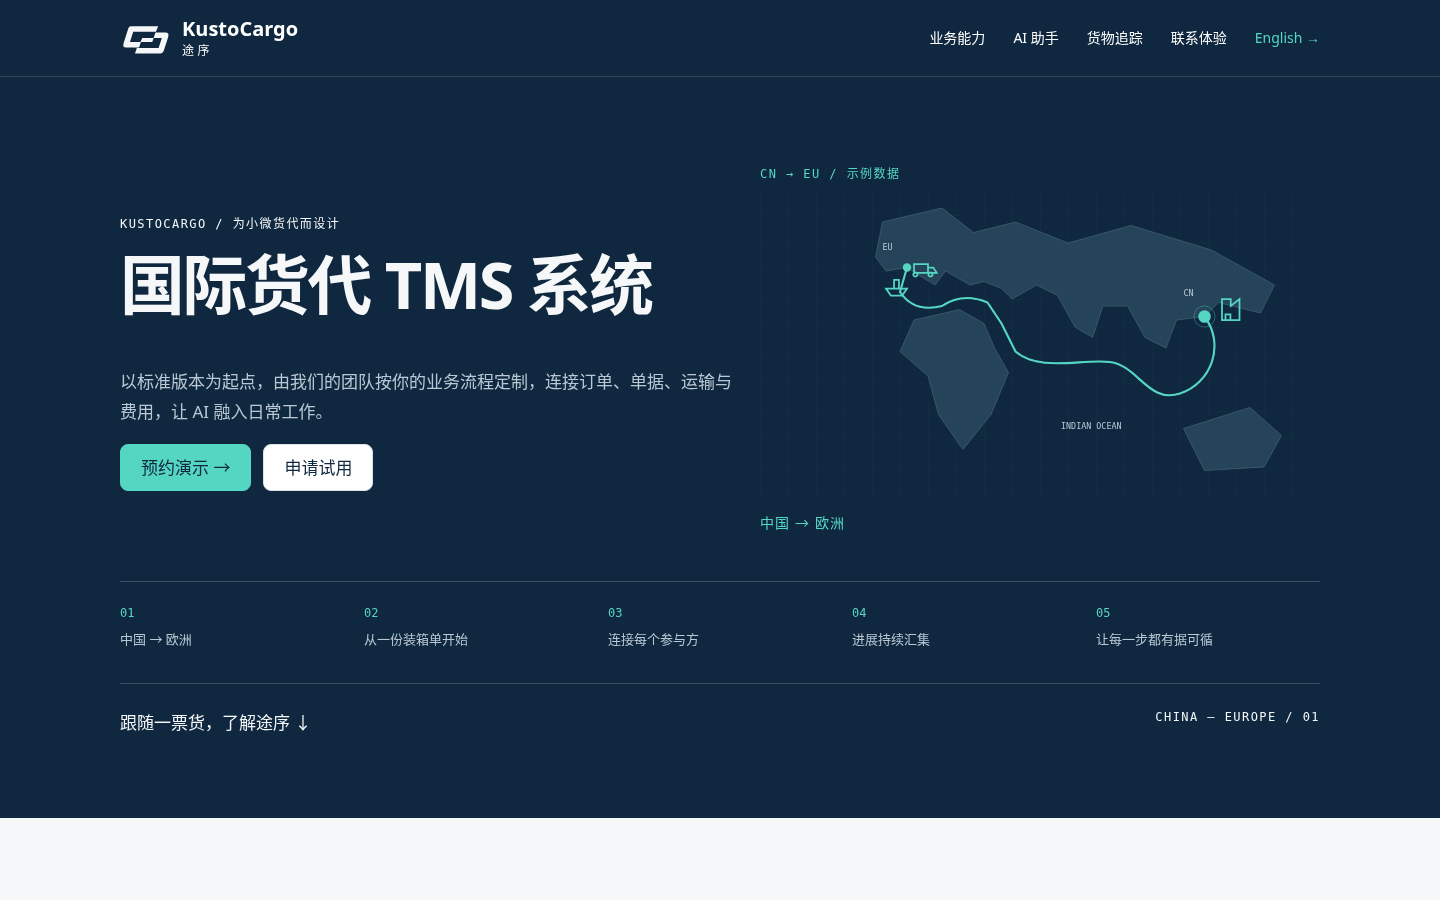 KustoCargo
途序
业务能力
AI 助手
货物追踪
联系体验
English →
CN → EU / 示例数据
KUSTOCARGO / 为小微货代而设计
国际货代 TMS 系统
以标准版本为起点，由我们的团队按你的业务流程定制，连接订单、单据、运输与
费用，让 AI 融入日常工作。
预约演示 →
申请试用
EU
CN
INDIAN OCEAN
中国 → 欧洲
01
中国 → 欧洲
02
从一份装箱单开始
03
连接每个参与方
04
进展持续汇集
05
让每一步都有据可循
跟随一票货，了解途序 ↓
CHINA — EUROPE / 01